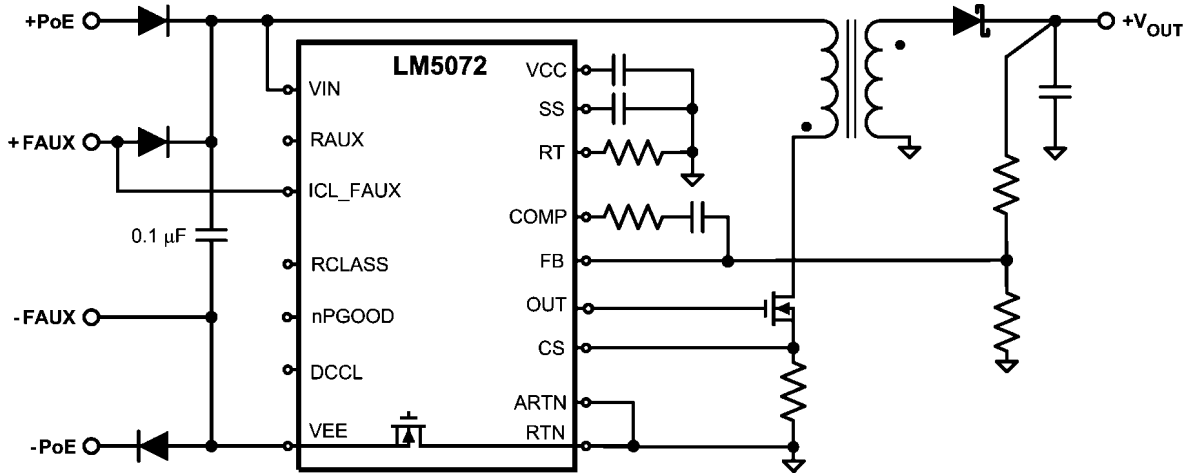 +PoE
+FAUX
0.1 μF
-FAUX
-PoE
LM5072
VIN
RAUX
ICL_FAUX
RCLASS
nPGOOD
DCCL
VEE
VCC
SS
RT
COMP
FB
OUT
CS
ARTN
RTN
+VOUT